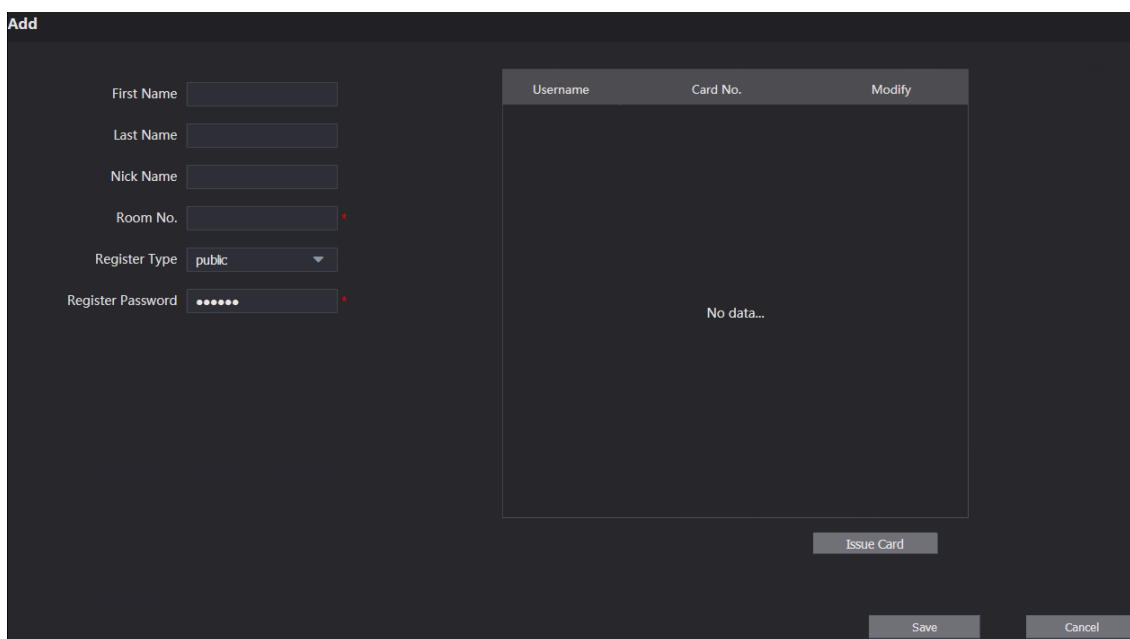 Add
First Name
Last Name
Nick Name
Room No. *
Register Type public
Register Password ●●●●●● *
Username Card No. Modify
No data...
Issue Card
Save Cancel